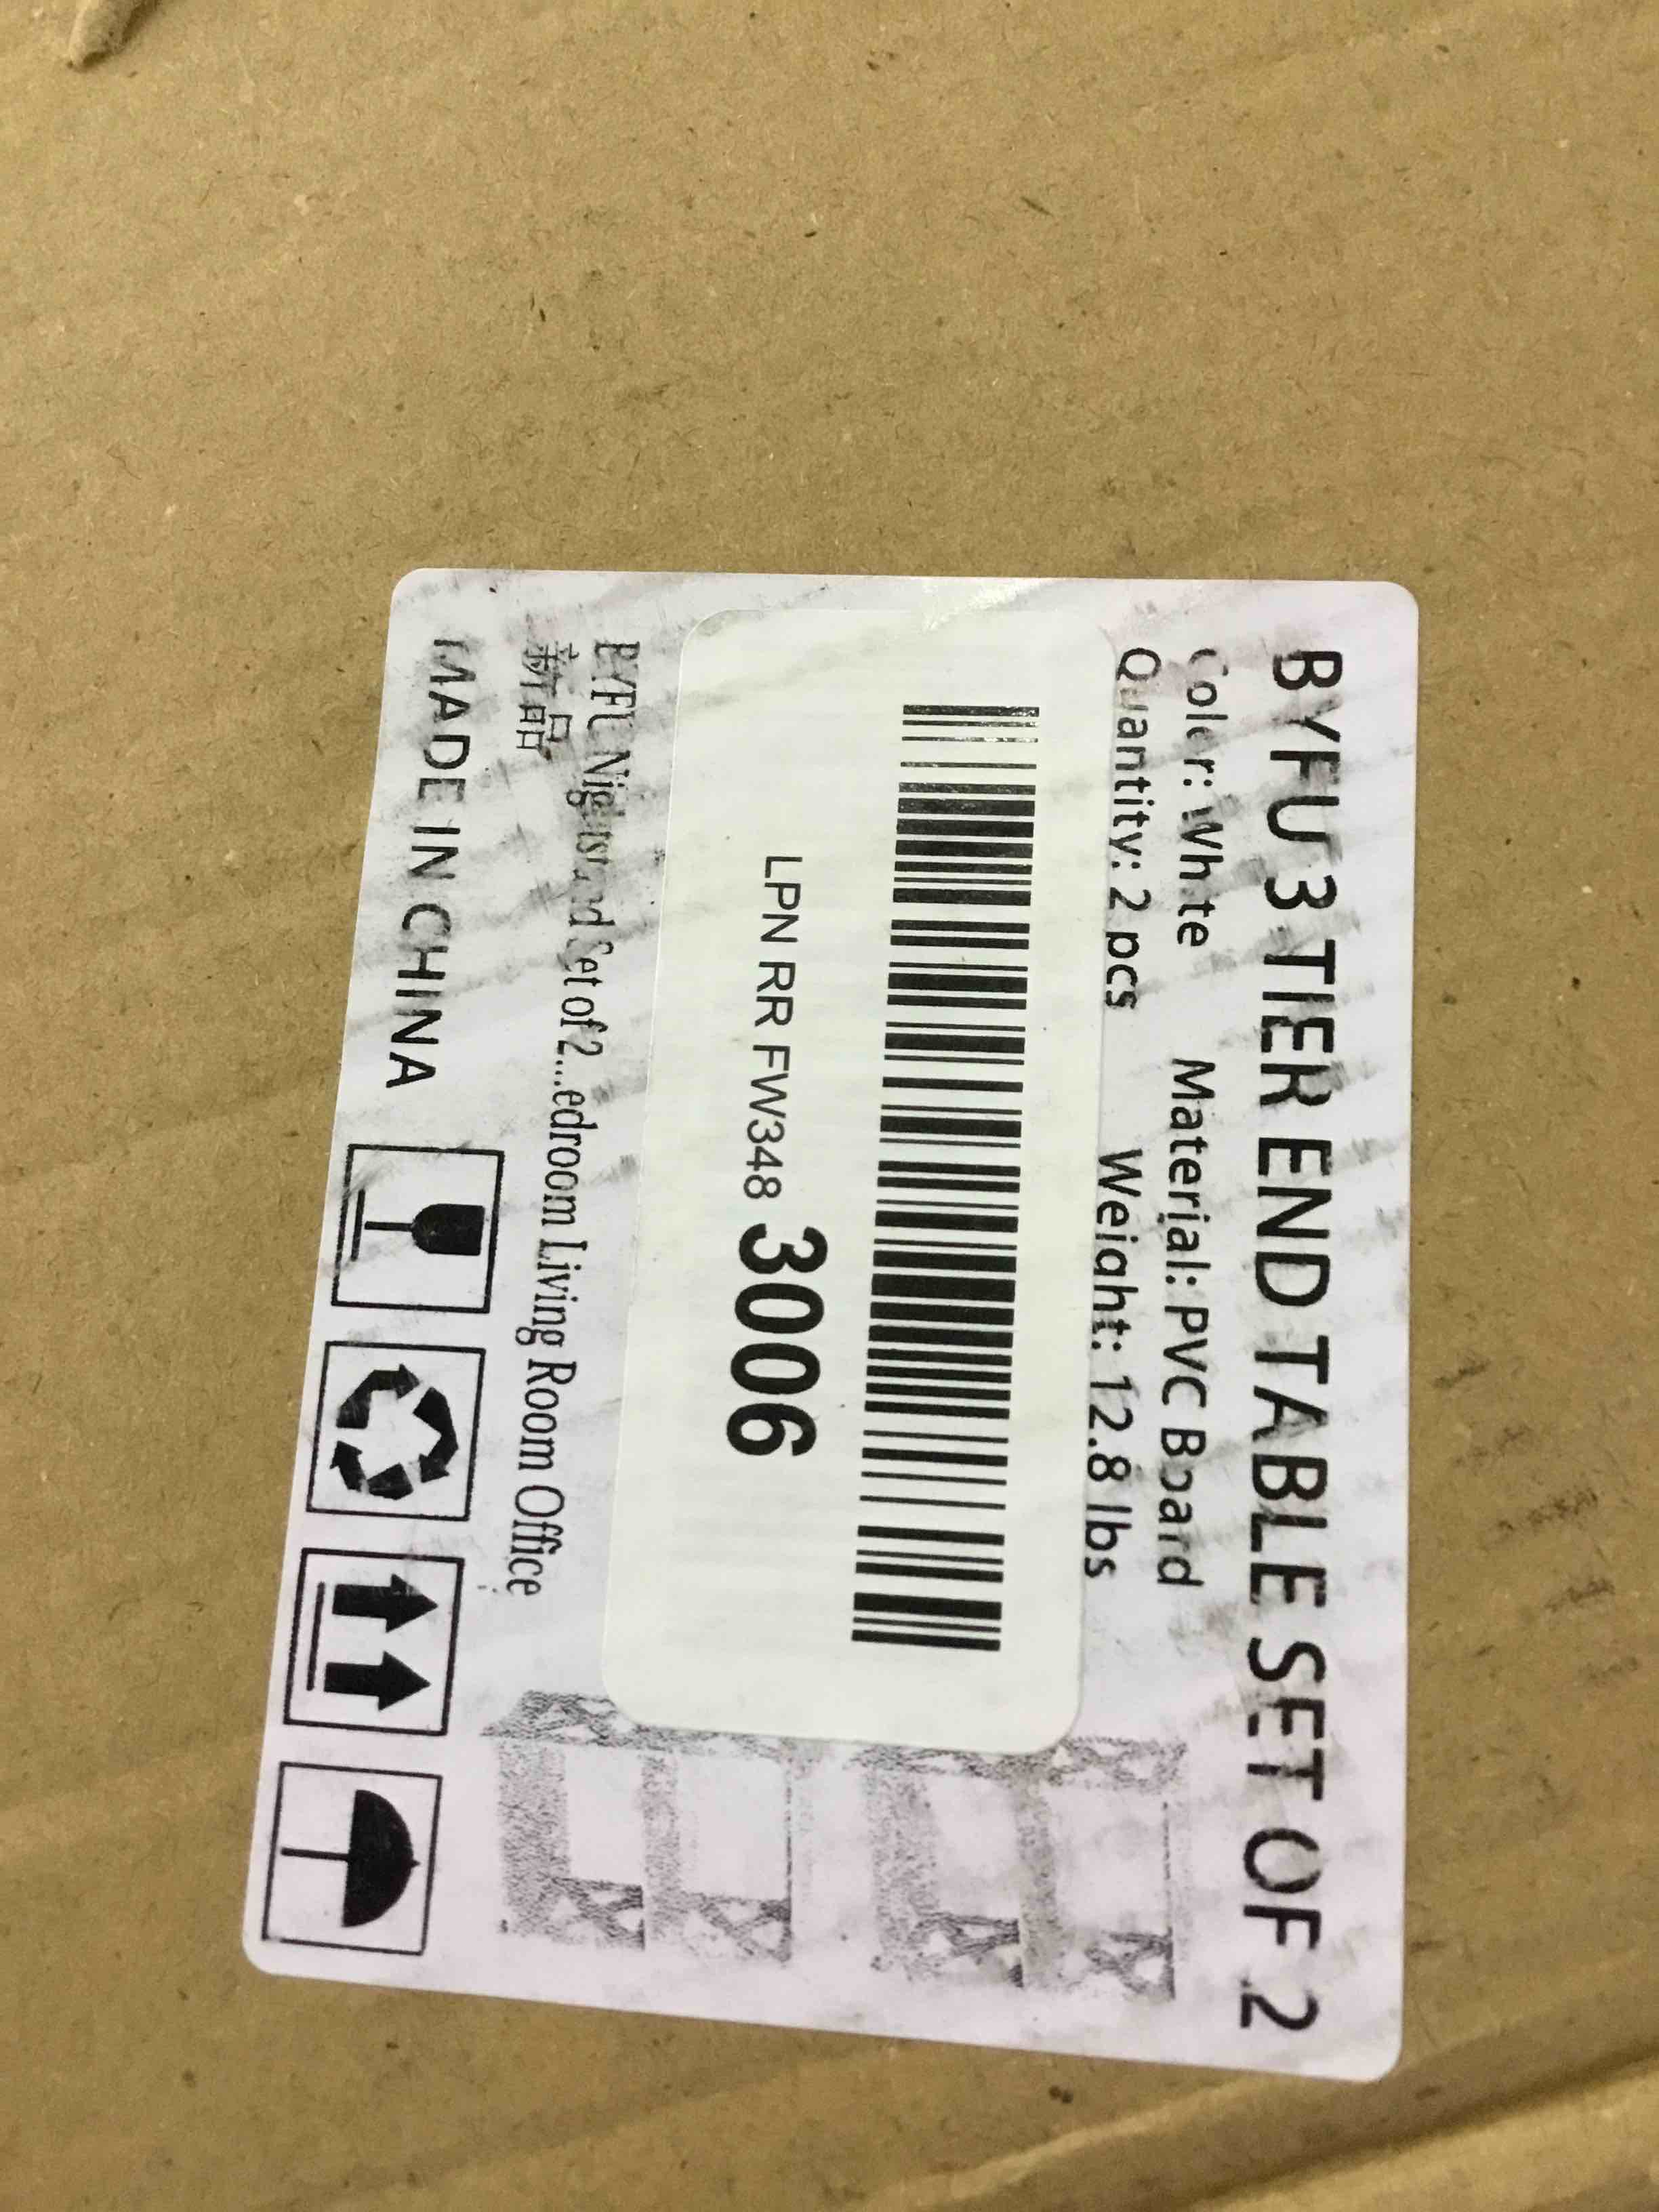 BYFU 3 TIER END TABLE SET OF 2
Color: White Material: PVC Board
Quantity: 2 pcs Weight: 12.8 lbs
LPN RR FW348 3006
BYFU Nightstand Set of 2...edroom Living Room Office
新品
MADE IN CHINA